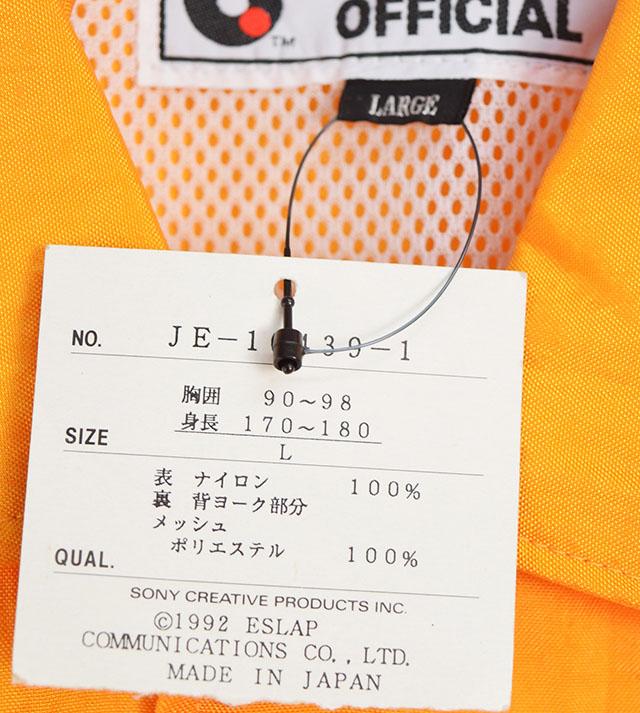 OFFICIAL
TM
LARGE
NO.
SIZE 胸囲 90～98
身長 170～180
L
表 ナイロン 100%
裏 背ヨーク部分
メッシュ
ポリエステル 100%
QUAL.
SONY CREATIVE PRODUCTS INC.
©1992 ESLAP
COMMUNICATIONS CO., LTD.
MADE IN JAPAN